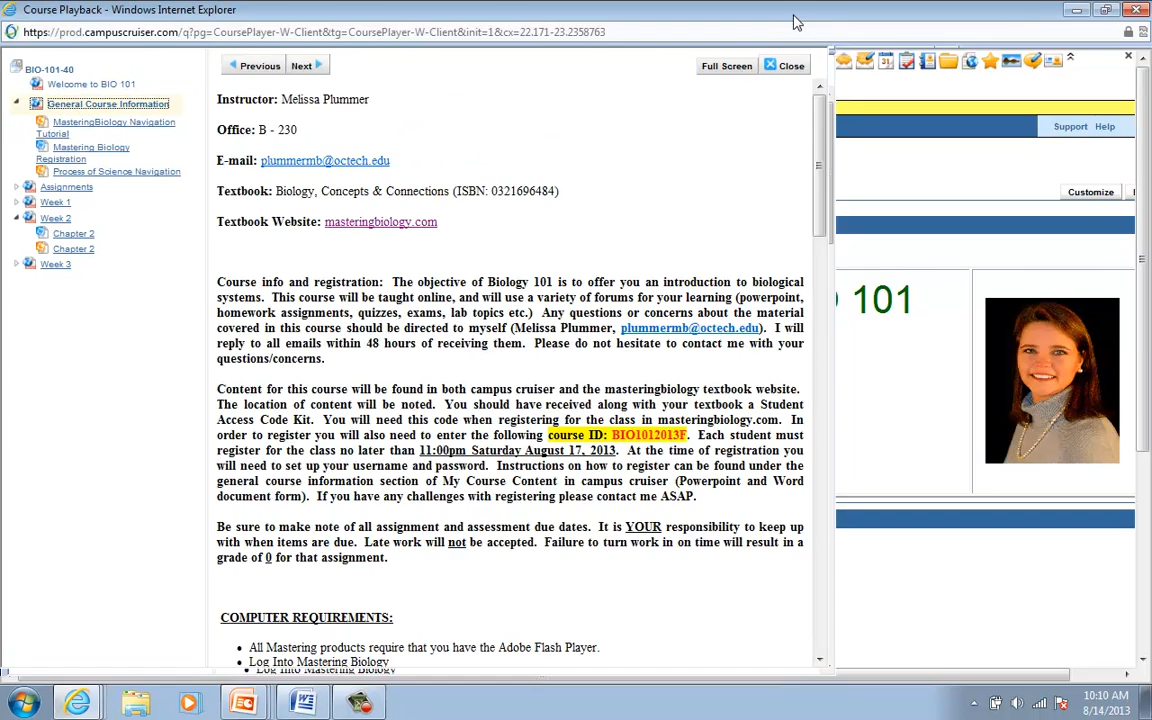 Course Playback - Windows Internet Explorer
https://prod.campuscruiser.com/q?pg=CoursePlayer-W-Client&tg=CoursePlayer-W-Client&init=1&cx=22.171-23.2358763
BIO-101-40
Welcome to BIO 101
General Course Information
MasteringBiology Navigation
Tutorial
Mastering Biology
Registration
Process of Science Navigation
Assignments
Week 1
Week 2
Chapter 2
Chapter 2
Week 3
Previous Next Full Screen Close
Instructor: Melissa Plummer
Office: B - 230
E-mail: plummermb@octech.edu
Textbook: Biology, Concepts & Connections (ISBN: 0321696484)
Textbook Website: masteringbiology.com
Course info and registration: The objective of Biology 101 is to offer you an introduction to biological
systems. This course will be taught online, and will use a variety of forums for your learning (powerpoint,
homework assignments, quizzes, exams, lab topics etc.) Any questions or concerns about the material
covered in this course should be directed to myself (Melissa Plummer, plummermb@octech.edu). I will
reply to all emails within 48 hours of receiving them. Please do not hesitate to contact me with your
questions/concerns.
Content for this course will be found in both campus cruiser and the masteringbiology textbook website.
The location of content will be noted. You should have received along with your textbook a Student
Access Code Kit. You will need this code when registering for the class in masteringbiology.com. In
order to register you will also need to enter the following course ID: BIO1012013F. Each student must
register for the class no later than 11:00pm Saturday August 17, 2013. At the time of registration you
will need to set up your username and password. Instructions on how to register can be found under the
general course information section of My Course Content in campus cruiser (Powerpoint and Word
document form). If you have any challenges with registering please contact me ASAP.
Be sure to make note of all assignment and assessment due dates. It is YOUR responsibility to keep up
with when items are due. Late work will not be accepted. Failure to turn work in on time will result in a
grade of 0 for that assignment.
COMPUTER REQUIREMENTS:
• All Mastering products require that you have the Adobe Flash Player.
• Log Into Mastering Biology
• Log Into Mastering Biology
Support Help
Customize
101
10:10 AM
8/14/2013